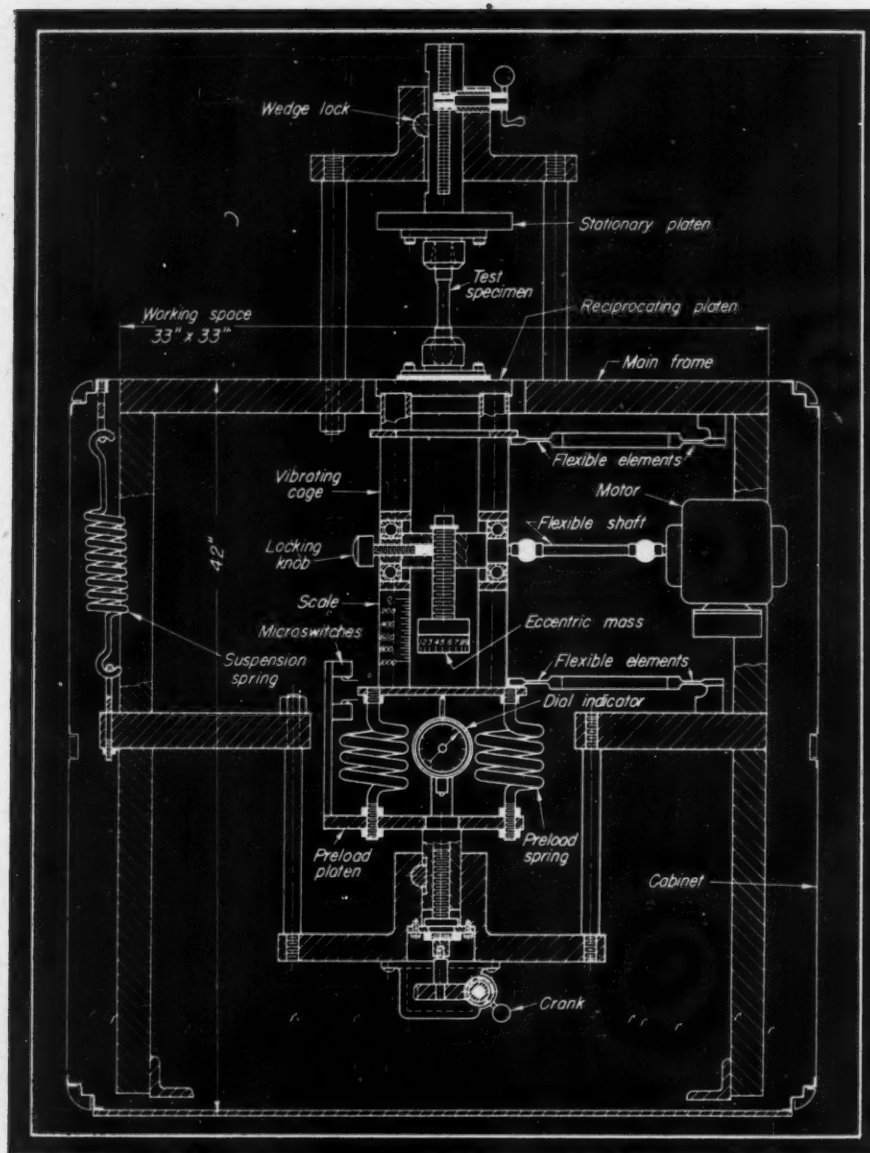 Wedge lock
Stationary platen
Test
specimen
Reciprocating platen
Working space
33" x 33"
Main frame
Flexible elements
Vibrating
cage
Motor
Flexible shaft
Locking
knob
42"
Scale
Microswitches
Eccentric mass
Suspension
spring
Flexible elements
Dial indicator
Preload
platen
Preload
spring
Cabinet
Crank